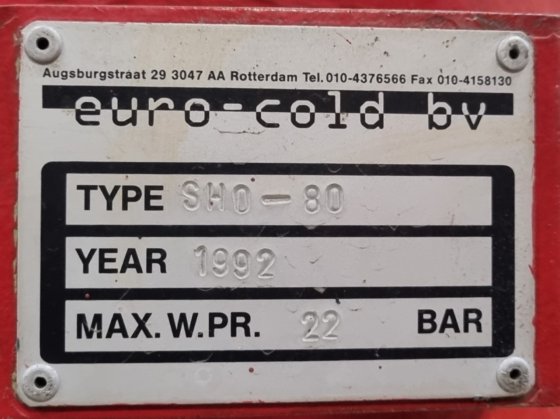 Augsburgstraat 29 3047 AA Rotterdam Tel.010-4376566 Fax 010-4158130
euro-cold bv
TYPE SHO-80
YEAR 1992
MAX. W.PR. 22 BAR